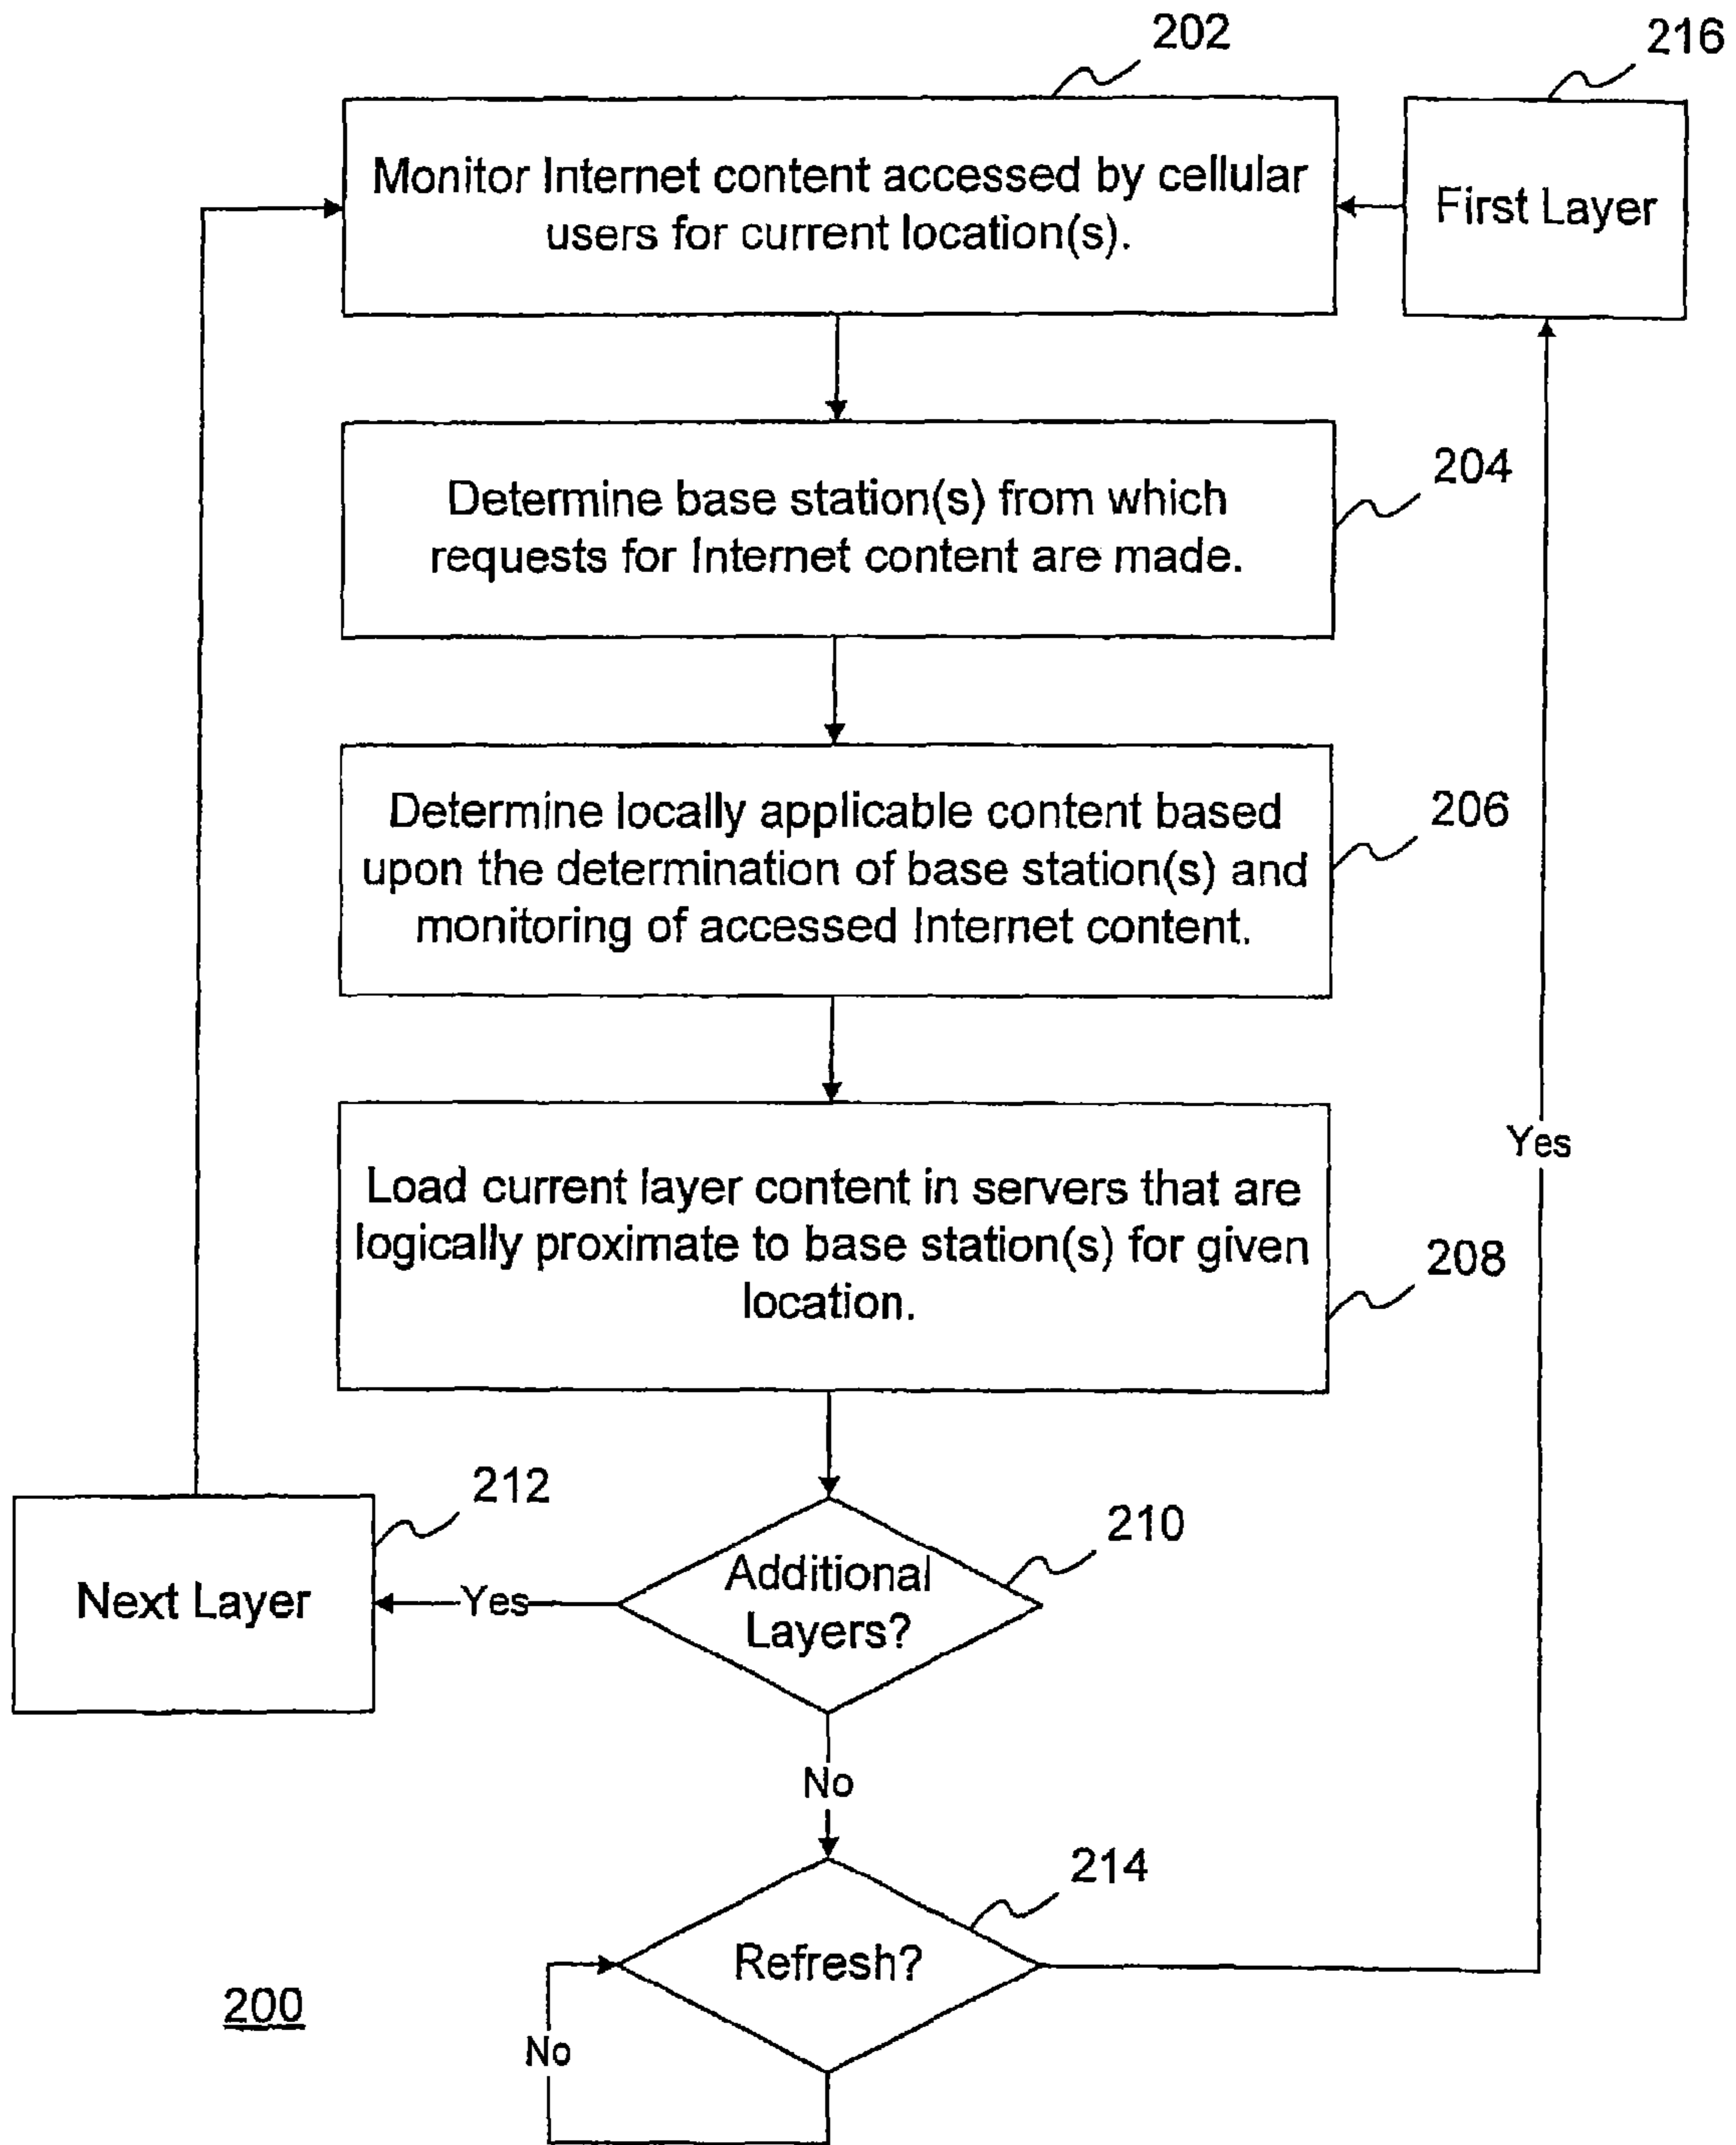 202
216
Monitor Internet content accessed by cellular
users for current location(s).
First Layer
204
Determine base station(s) from which
requests for Internet content are made.
206
Determine locally applicable content based
upon the determination of base station(s) and
monitoring of accessed Internet content.
Yes
Load current layer content in servers that are
logically proximate to base station(s) for given
location.
208
212
210
Next Layer
Yes
Additional
Layers?
No
214
Refresh?
200
No